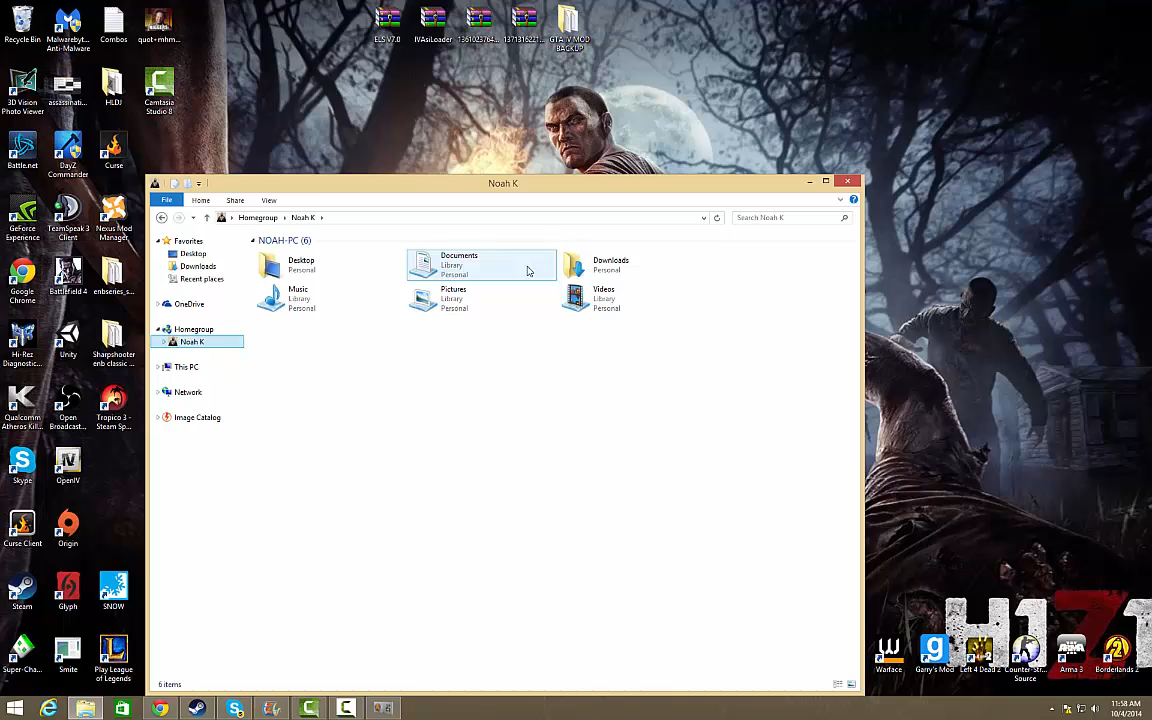 Recycle Bin
Malwarebyt...
Anti-Malware
Combos
quot+mhm...
ELS V7.0
IVAsiLoader
1361023764...
1371316221...
GTA IV MOD
BACKUP
3D Vision
Photo Viewer
assassinati...
HLDJ
Camtasia
Studio 8
Battle.net
DayZ
Commander
Curse
GeForce
Experience
TeamSpeak 3
Client
Nexus Mod
Manager
Google
Chrome
Battlefield 4
enbseries_s...
Hi-Rez
Diagnostic...
Unity
Sharpshooter
enb classic ...
Qualcomm
Atheros Kill...
Open
Broadcast...
Tropico 3 -
Steam Sp...
Skype
OpenIV
Curse Client
Origin
Steam
Glyph
SNOW
Super-Cha...
Smite
Play League
of Legends
Noah K
File
Home
Share
View
Homegroup
Noah K
Search Noah K
Favorites
Desktop
Downloads
Recent places
OneDrive
Homegroup
Noah K
This PC
Network
Image Catalog
NOAH-PC (6)
Desktop
Personal
Documents
Library
Personal
Downloads
Personal
Music
Library
Personal
Pictures
Library
Personal
Videos
Library
Personal
6 items
H1Z1
Warface
Garry's Mod
Left 4 Dead 2
Counter-Str...
Source
Arma 3
Borderlands 2
11:58 AM
10/4/2014